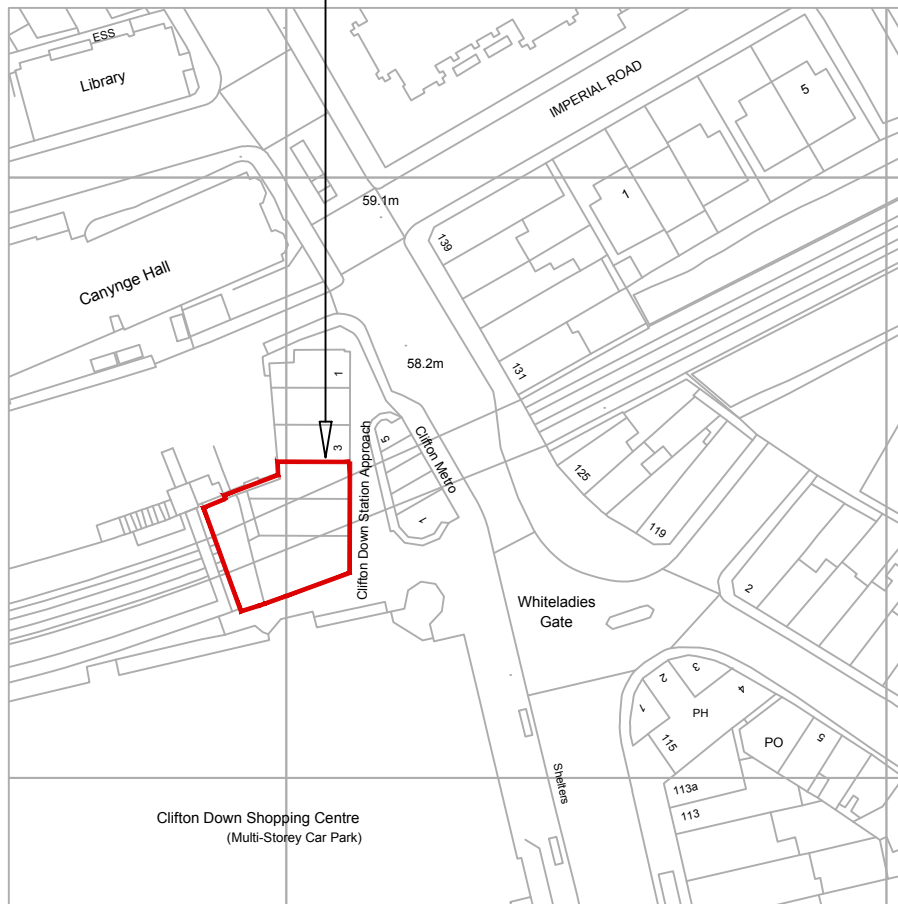 ESS
Library
IMPERIAL ROAD
5
1
59.1m
139
Canynge Hall
58.2m
131
1
3
Clifton Down Station Approach
5
Clifton Metro
1
125
119
2
Whiteladies
Gate
1
2
3
4
PH
115
PO
5
Shelters
113a
113
Clifton Down Shopping Centre
(Multi-Storey Car Park)